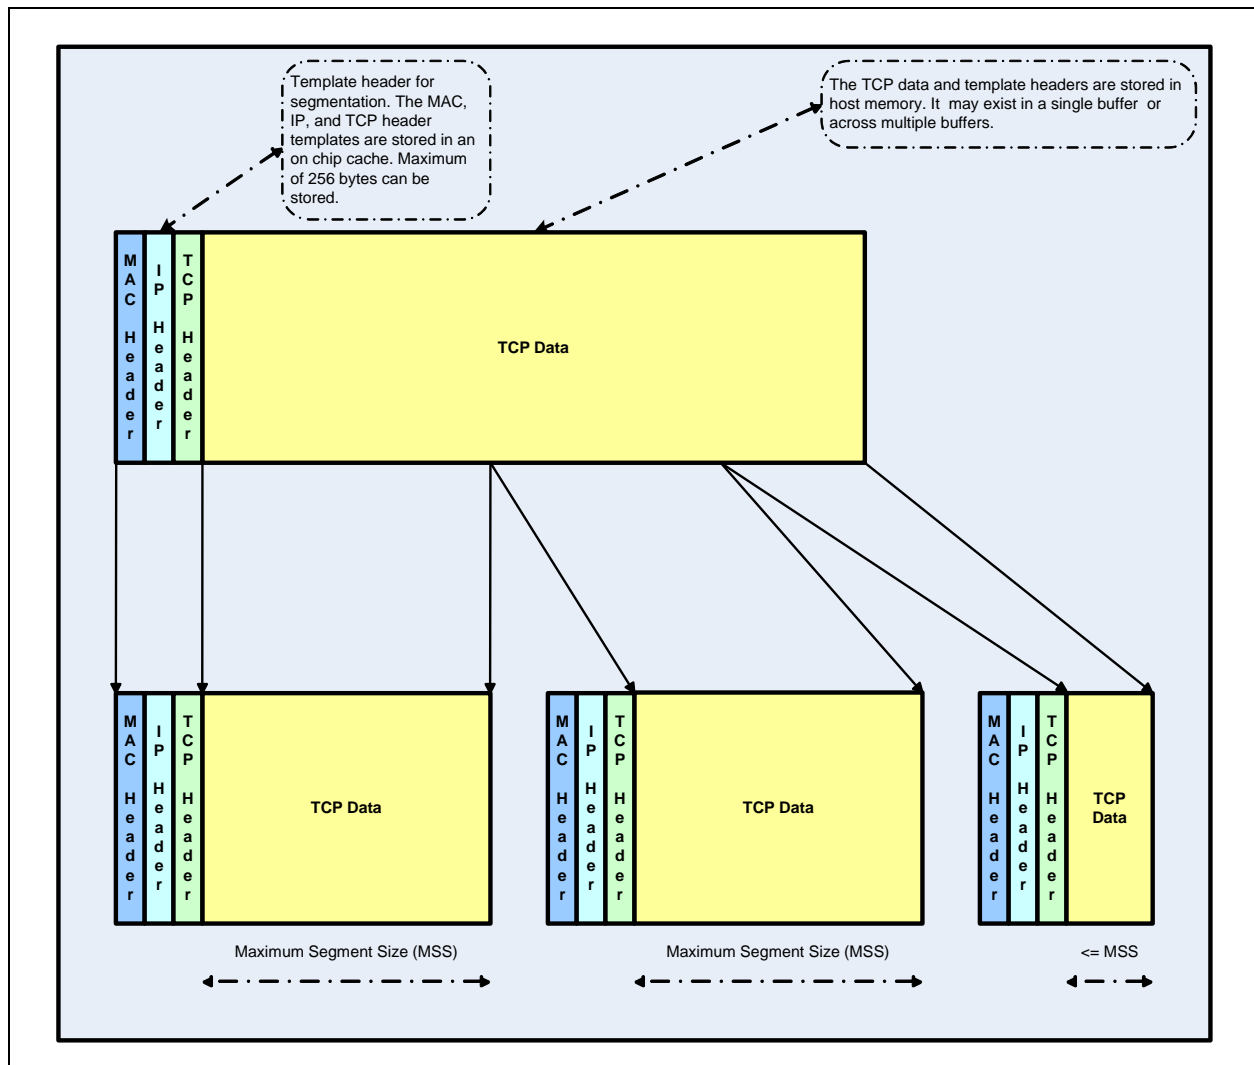 Template header for
segmentation. The MAC,
IP, and TCP header
templates are stored in an
on chip cache. Maximum
of 256 bytes can be
stored.
The TCP data and template headers are stored in
host memory. It may exist in a single buffer or
across multiple buffers.
MAC Header
IP Header
TCP Header
TCP Data
MAC Header
IP Header
TCP Header
TCP Data
MAC Header
IP Header
TCP Header
TCP Data
MAC Header
IP Header
TCP Header
TCP
Data
Maximum Segment Size (MSS)
Maximum Segment Size (MSS)
<= MSS